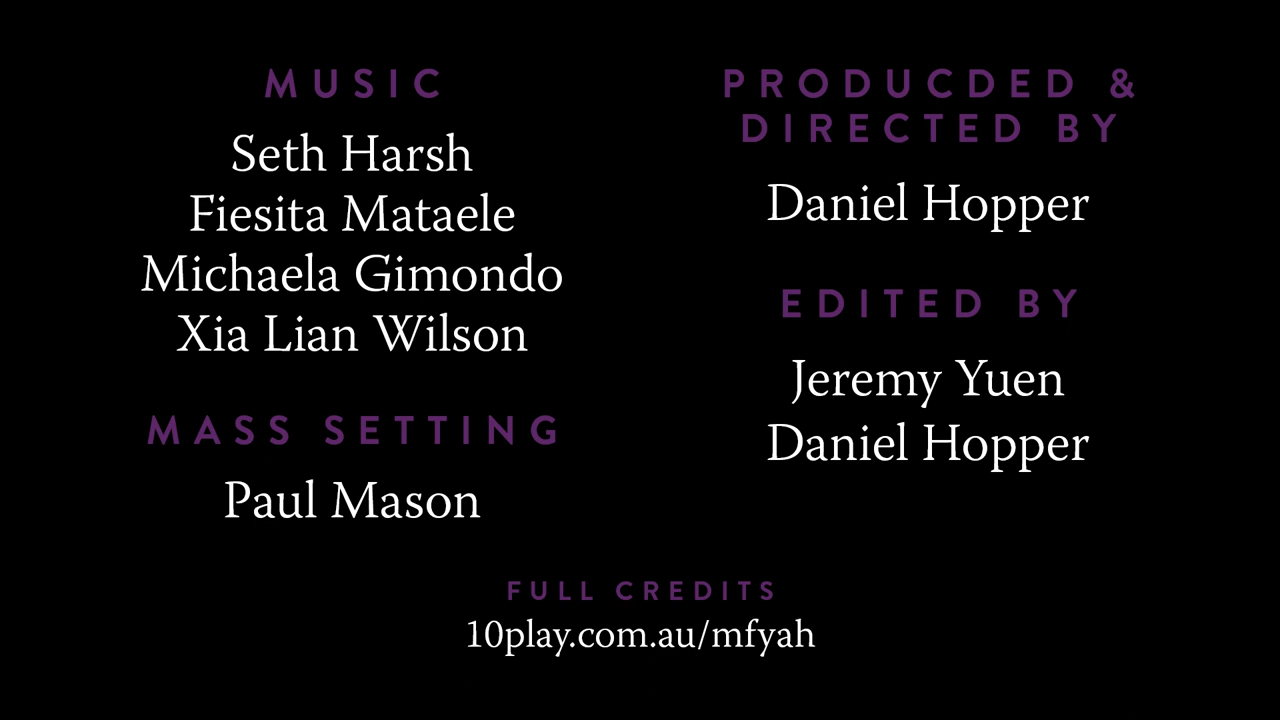 MUSIC
Seth Harsh
Fiesita Mataele
Michaela Gimondo
Xia Lian Wilson
MASS SETTING
Paul Mason
PRODUCDED &
DIRECTED BY
Daniel Hopper
EDITED BY
Jeremy Yuen
Daniel Hopper
FULL CREDITS
10play.com.au/mfyah